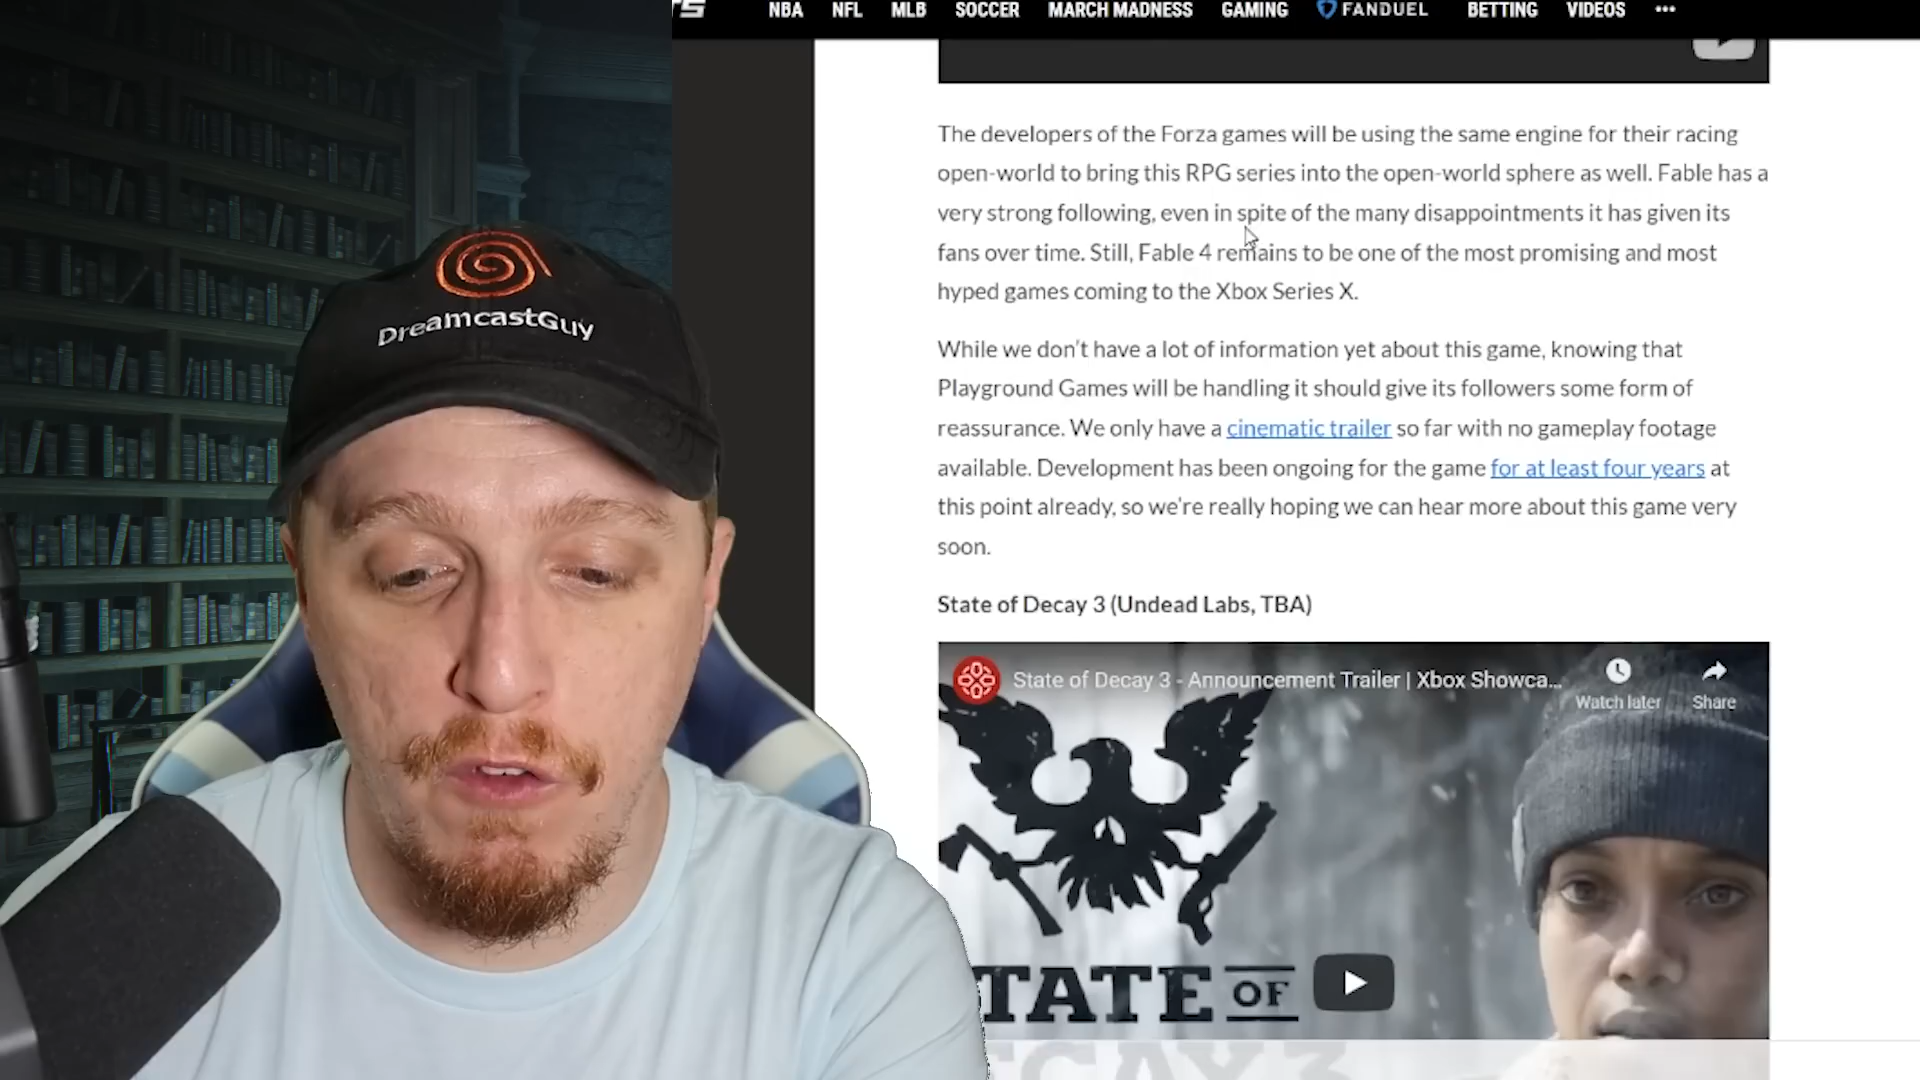 NBA NFL MLB SOCCER MARCH MADNESS GAMING FANDUEL BETTING VIDEOS •••
DreamcastGuy
The developers of the Forza games will be using the same engine for their racing
open-world to bring this RPG series into the open-world sphere as well. Fable has a
very strong following, even in spite of the many disappointments it has given its
fans over time. Still, Fable 4 remains to be one of the most promising and most
hyped games coming to the Xbox Series X.
While we don’t have a lot of information yet about this game, knowing that
Playground Games will be handling it should give its followers some form of
reassurance. We only have a cinematic trailer so far with no gameplay footage
available. Development has been ongoing for the game for at least four years at
this point already, so we’re really hoping we can hear more about this game very
soon.
State of Decay 3 (Undead Labs, TBA)
State of Decay 3 - Announcement Trailer | Xbox Showca...
Watch later
Share
TATE OF
ECAY 3